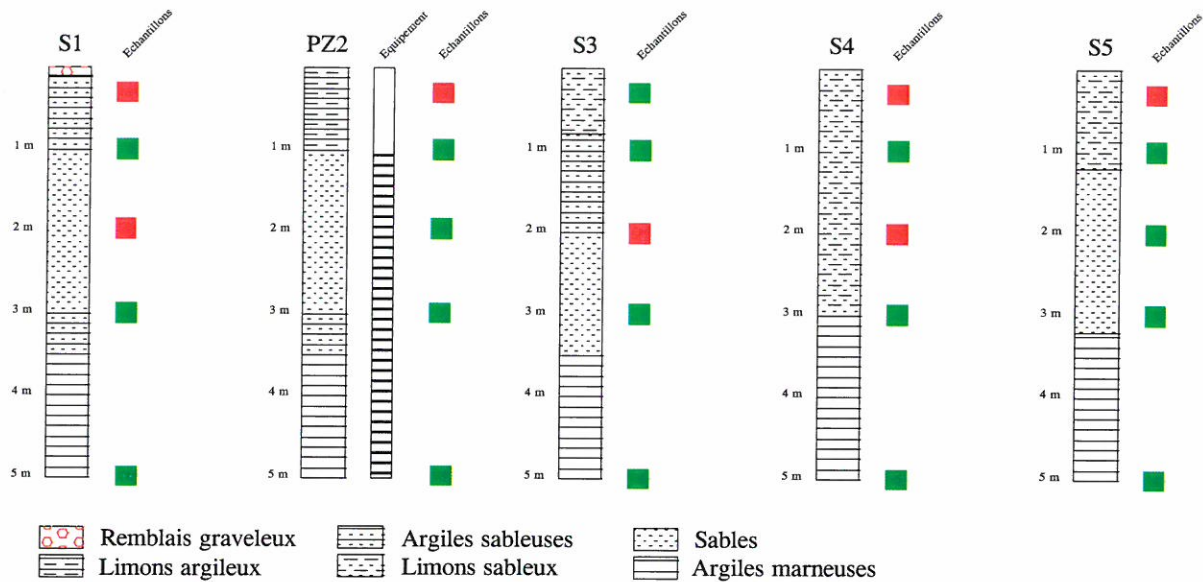 S1 Echantillons PZ2 Equipement Echantillons S3 Echantillons S4 Echantillons S5 Echantillons
1 m 1 m 1 m 1 m 1 m
2 m 2 m 2 m 2 m 2 m
3 m 3 m 3 m 3 m 3 m
4 m 4 m 4 m 4 m 4 m
5 m 5 m 5 m 5 m 5 m
Remblais graveleux Argiles sableuses Sables
Limons argileux Limons sableux Argiles marneuses